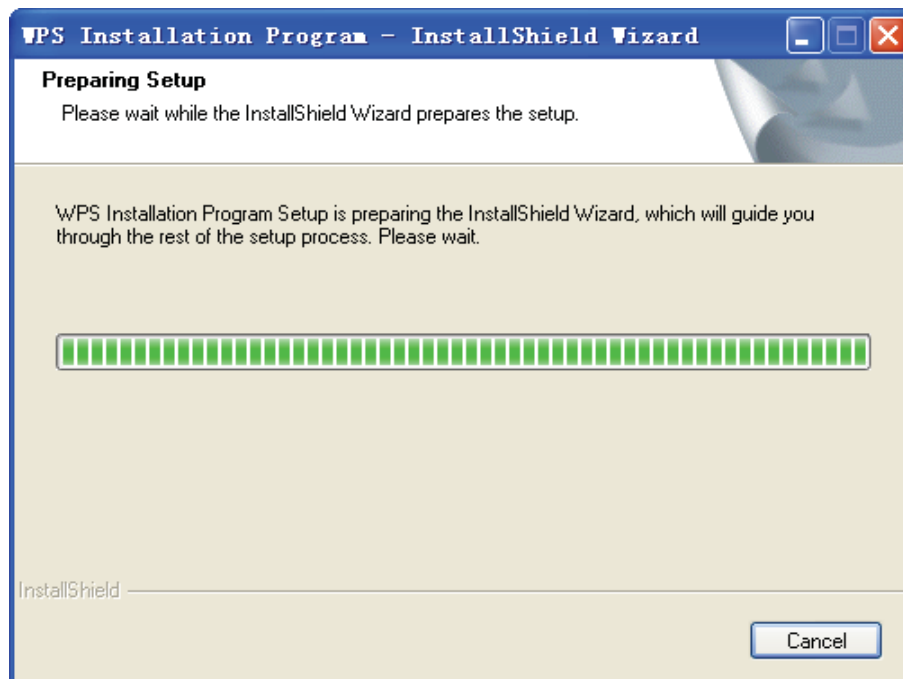 WPS Installation Program - InstallShield Wizard
Preparing Setup
Please wait while the InstallShield Wizard prepares the setup.
WPS Installation Program Setup is preparing the InstallShield Wizard, which will guide you
through the rest of the setup process. Please wait.
InstallShield
Cancel